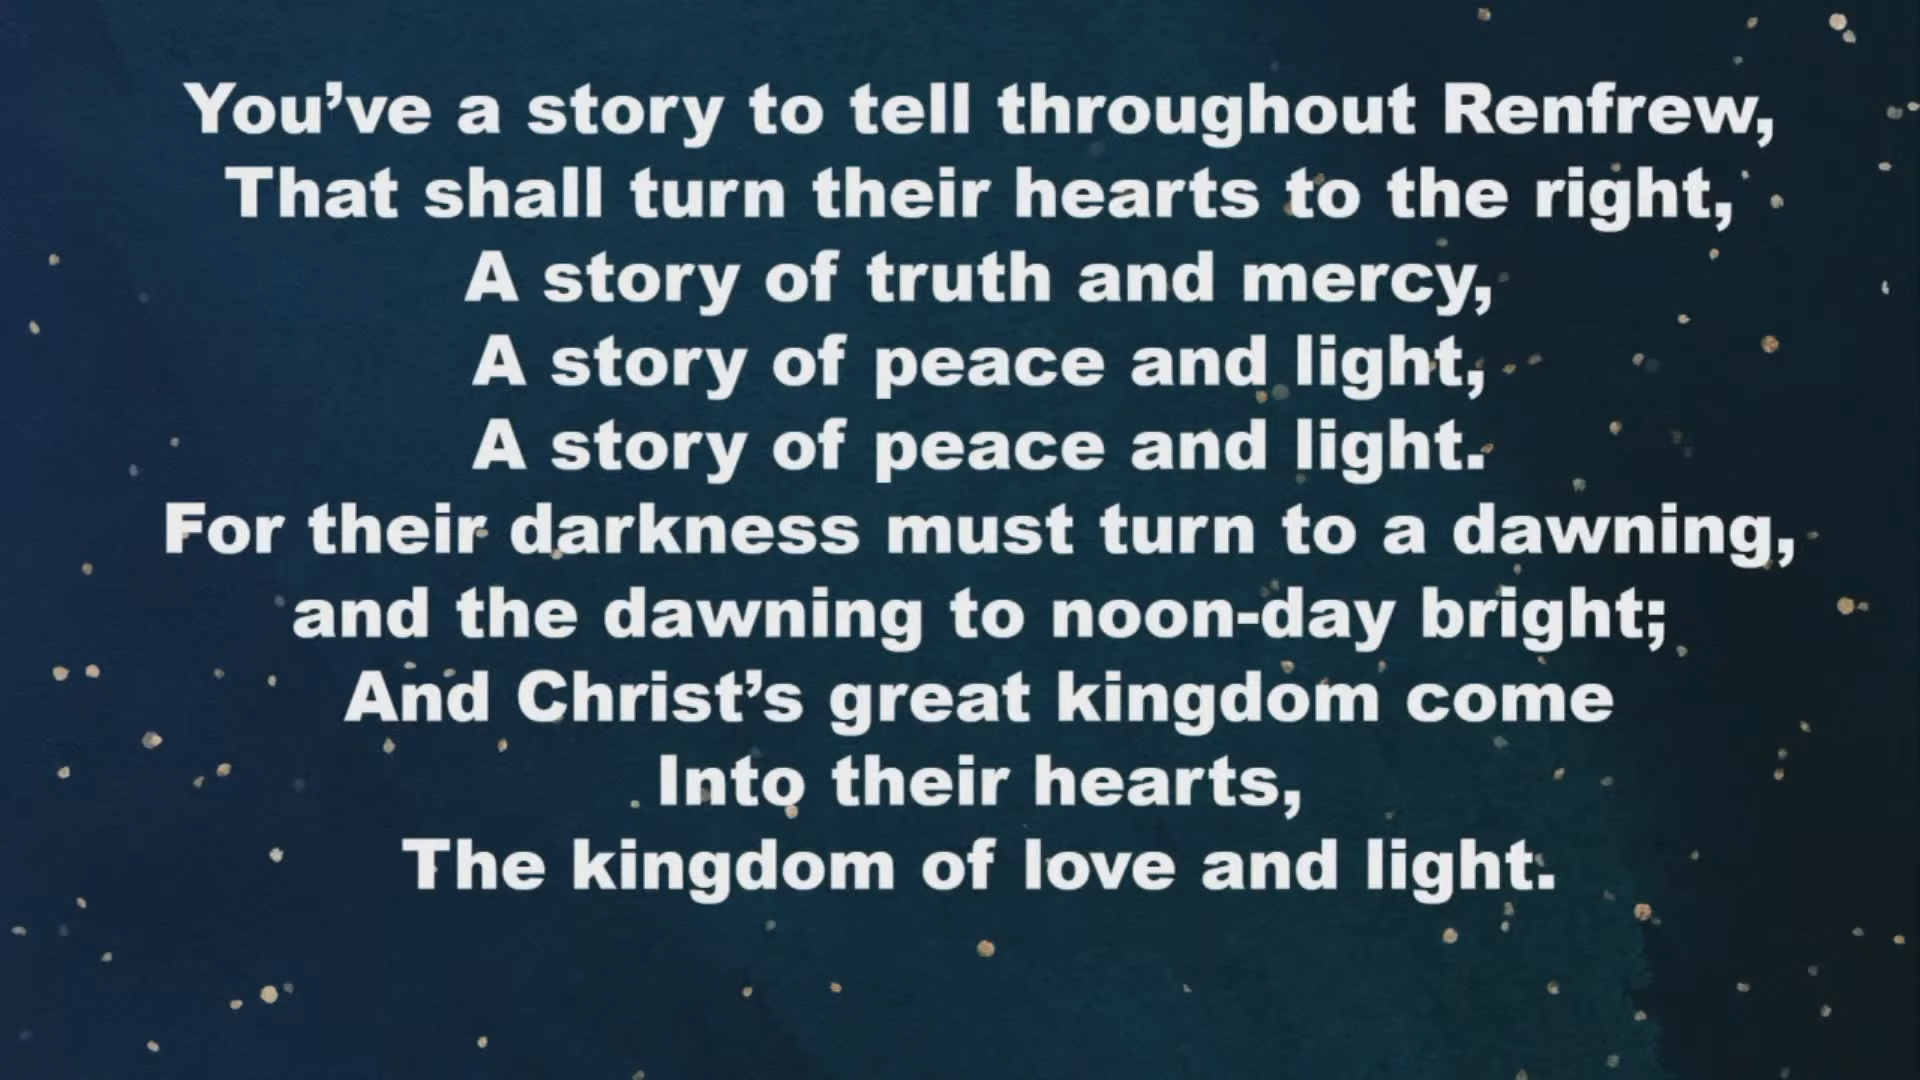 You’ve a story to tell throughout Renfrew,
That shall turn their hearts to the right,
A story of truth and mercy,
A story of peace and light,
A story of peace and light.
For their darkness must turn to a dawning,
and the dawning to noon-day bright;
And Christ’s great kingdom come
Into their hearts,
The kingdom of love and light.